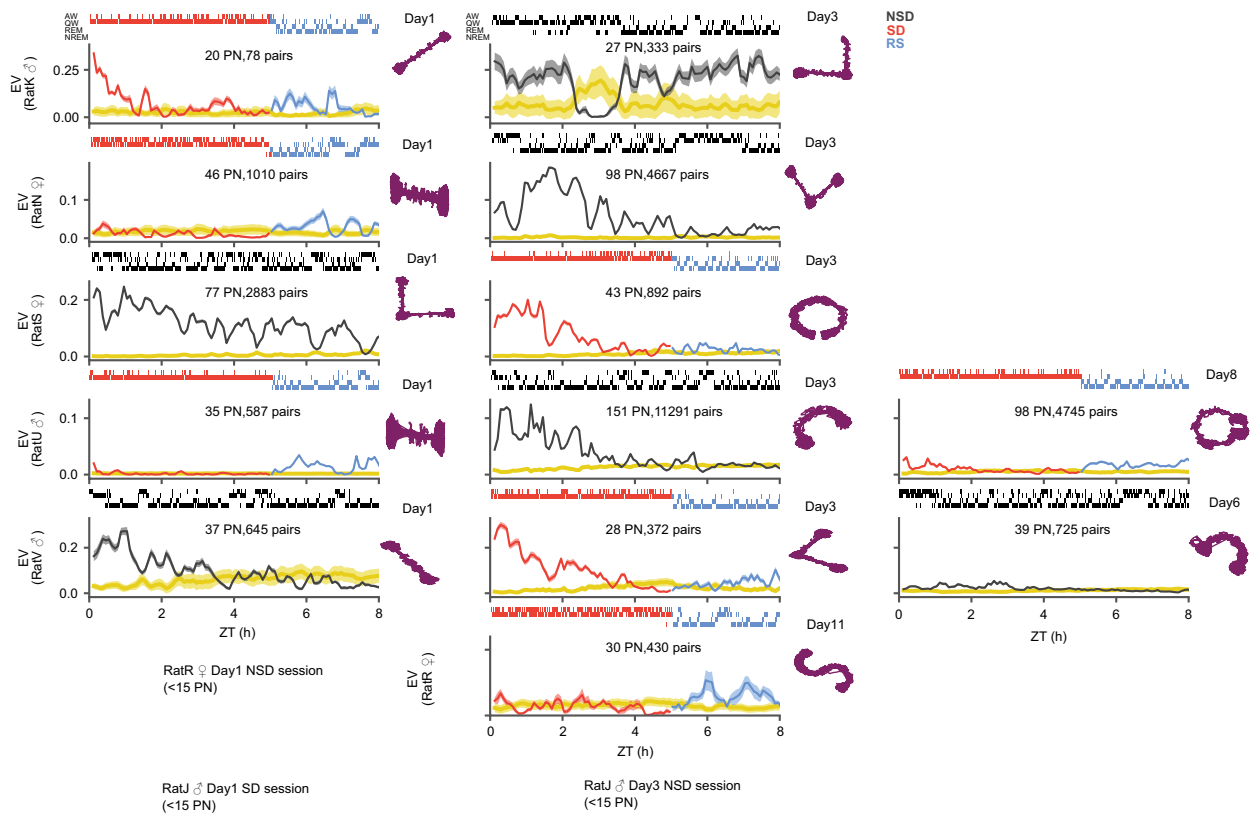 AW
QW
REM
NREM
Day1
20 PN,78 pairs
EV
(RatK ♂)
0.25
0.00
AW
QW
REM
NREM
Day3
27 PN,333 pairs
NSD
SD
RS
Day1
46 PN,1010 pairs
EV
(RatN ♀)
0.1
0.0
Day3
98 PN,4667 pairs
Day1
77 PN,2883 pairs
EV
(RatS ♀)
0.2
0.0
Day3
43 PN,892 pairs
Day1
35 PN,587 pairs
EV
(RatU ♂)
0.1
0.0
Day3
151 PN,11291 pairs
Day8
98 PN,4745 pairs
Day1
37 PN,645 pairs
EV
(RatV ♂)
0.2
0.0
0 2 4 6 8
ZT (h)
Day3
28 PN,372 pairs
Day6
39 PN,725 pairs
0 2 4 6 8
ZT (h)
Day11
30 PN,430 pairs
EV
(RatR ♀)
0 2 4 6 8
ZT (h)
RatR ♀ Day1 NSD session
(<15 PN)
RatJ ♂ Day1 SD session
(<15 PN)
RatJ ♂ Day3 NSD session
(<15 PN)